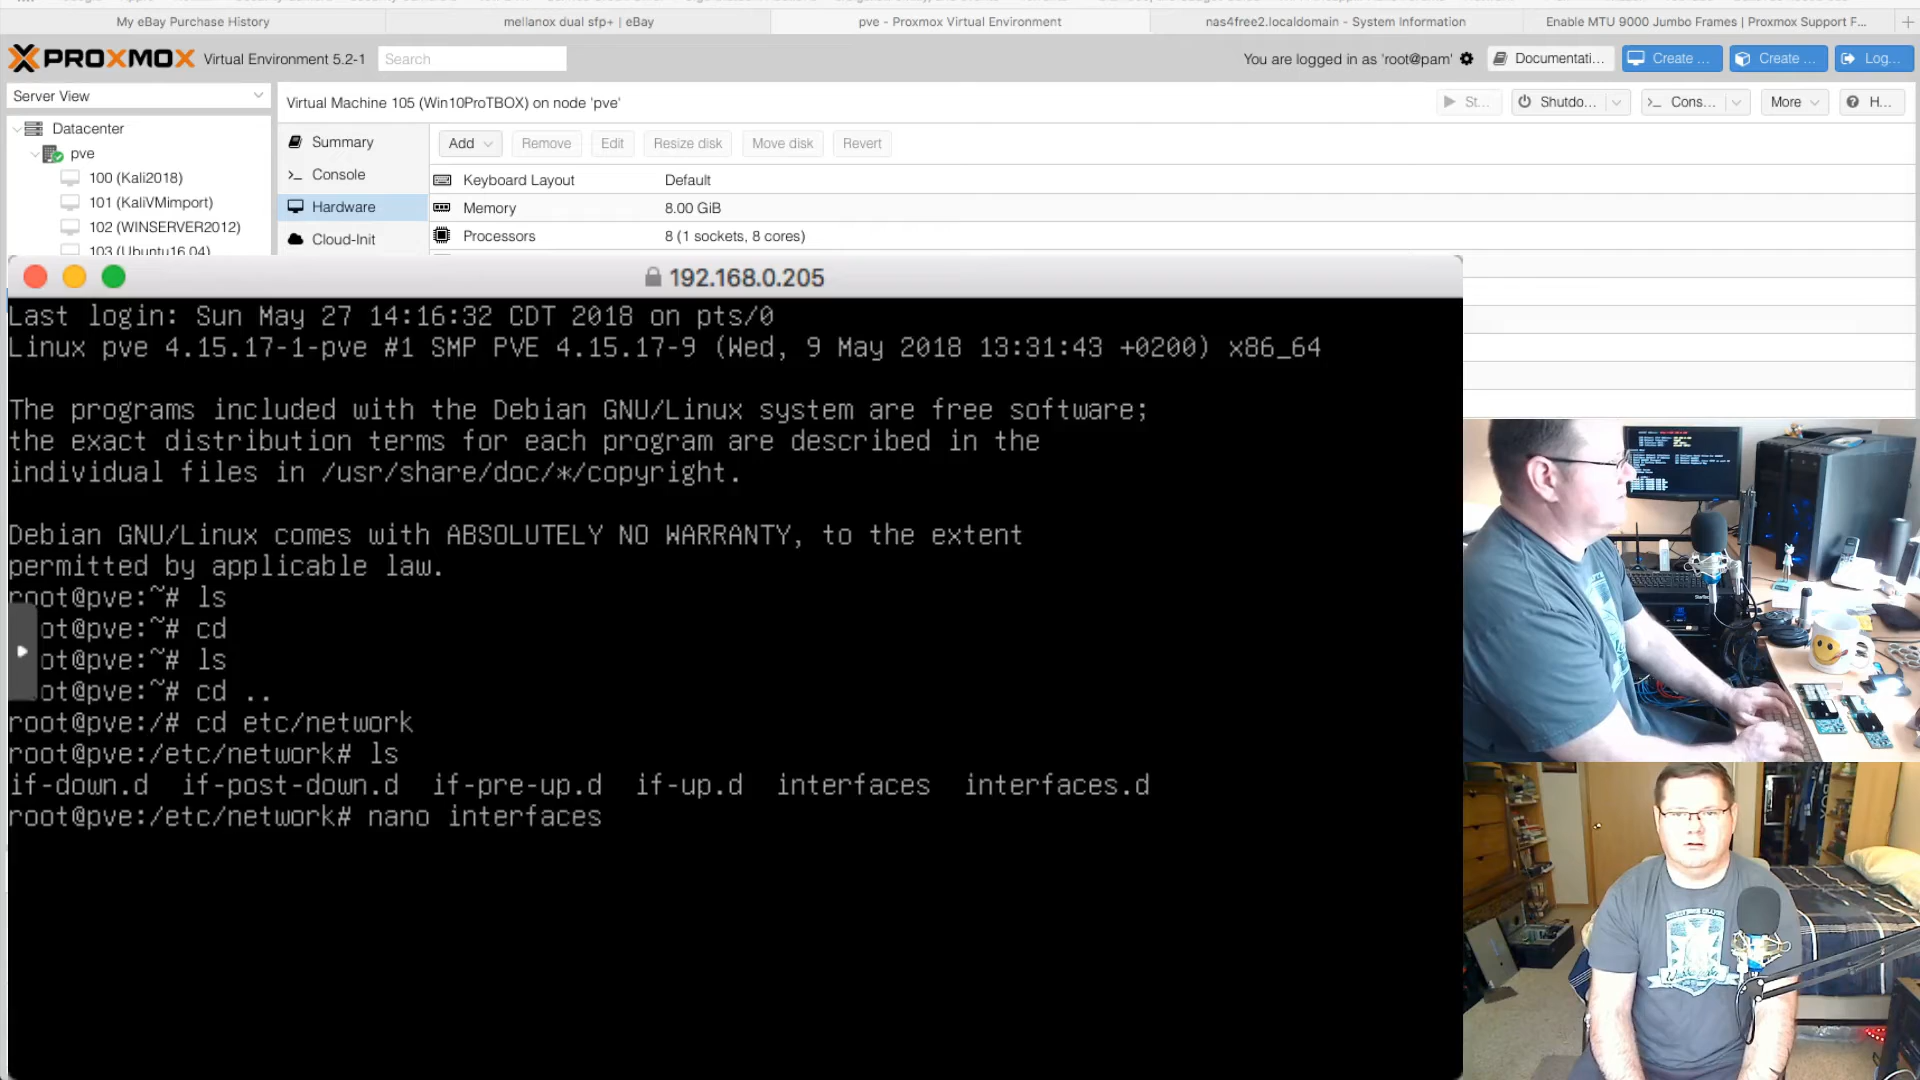 My eBay Purchase History
mellanox dual sfp+ | eBay
pve - Proxmox Virtual Environment
nas4free2.localdomain - System Information
Enable MTU 9000 Jumbo Frames | Proxmox Support F...
PROXMOX Virtual Environment 5.2-1
Search
You are logged in as 'root@pam'
Documentati...
Create ...
Create ...
Log...
Server View
Virtual Machine 105 (Win10ProTBOX) on node 'pve'
St...
Shutdo...
Cons...
More
H...
Datacenter
pve
100 (Kali2018)
101 (KaliVMimport)
102 (WINSERVER2012)
103 (Ubuntu16.04)
Summary
Console
Hardware
Cloud-Init
Add
Remove
Edit
Resize disk
Move disk
Revert
Keyboard Layout Default
Memory 8.00 GiB
Processors 8 (1 sockets, 8 cores)
192.168.0.205
Last login: Sun May 27 14:16:32 CDT 2018 on pts/0
Linux pve 4.15.17-1-pve #1 SMP PVE 4.15.17-9 (Wed, 9 May 2018 13:31:43 +0200) x86_64
The programs included with the Debian GNU/Linux system are free software;
the exact distribution terms for each program are described in the
individual files in /usr/share/doc/*/copyright.
Debian GNU/Linux comes with ABSOLUTELY NO WARRANTY, to the extent
permitted by applicable law.
root@pve:~# ls
ot@pve:~# cd
ot@pve:~# ls
ot@pve:~# cd ..
root@pve:/# cd etc/network
root@pve:/etc/network# ls
if-down.d if-post-down.d if-pre-up.d if-up.d interfaces interfaces.d
root@pve:/etc/network# nano interfaces